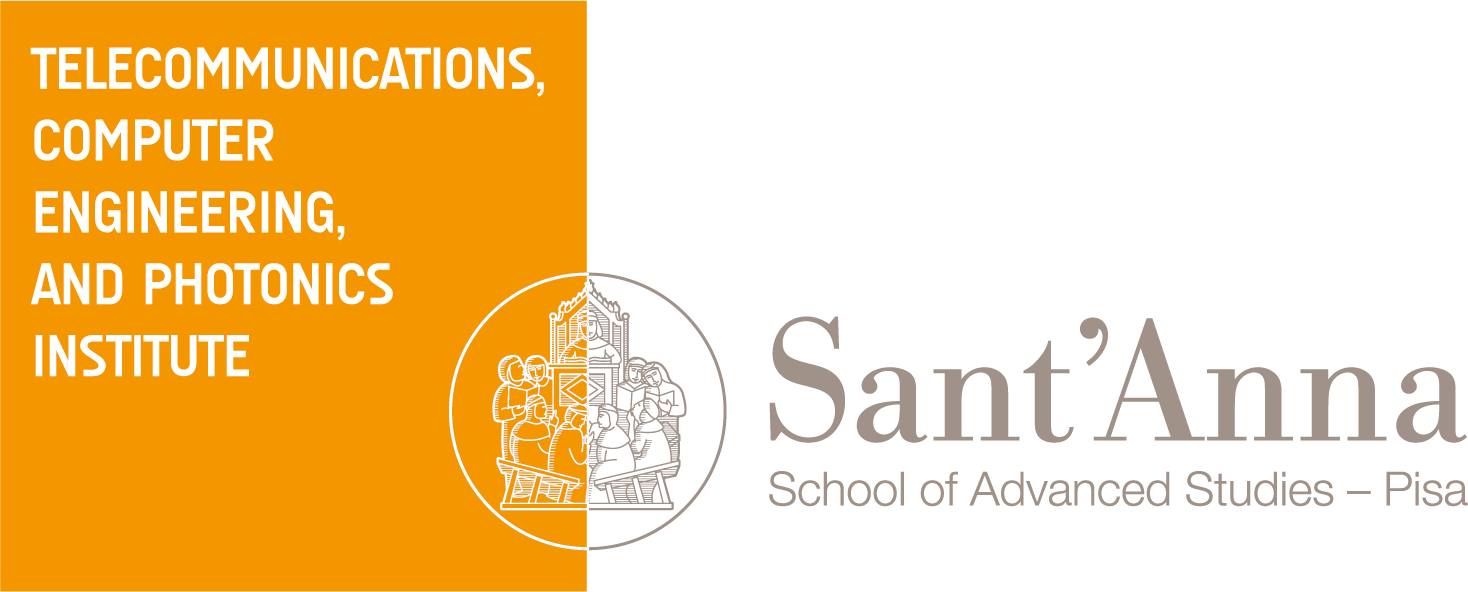 TELECOMMUNICATIONS,
COMPUTER
ENGINEERING,
AND PHOTONICS
INSTITUTE
Sant’Anna
School of Advanced Studies – Pisa